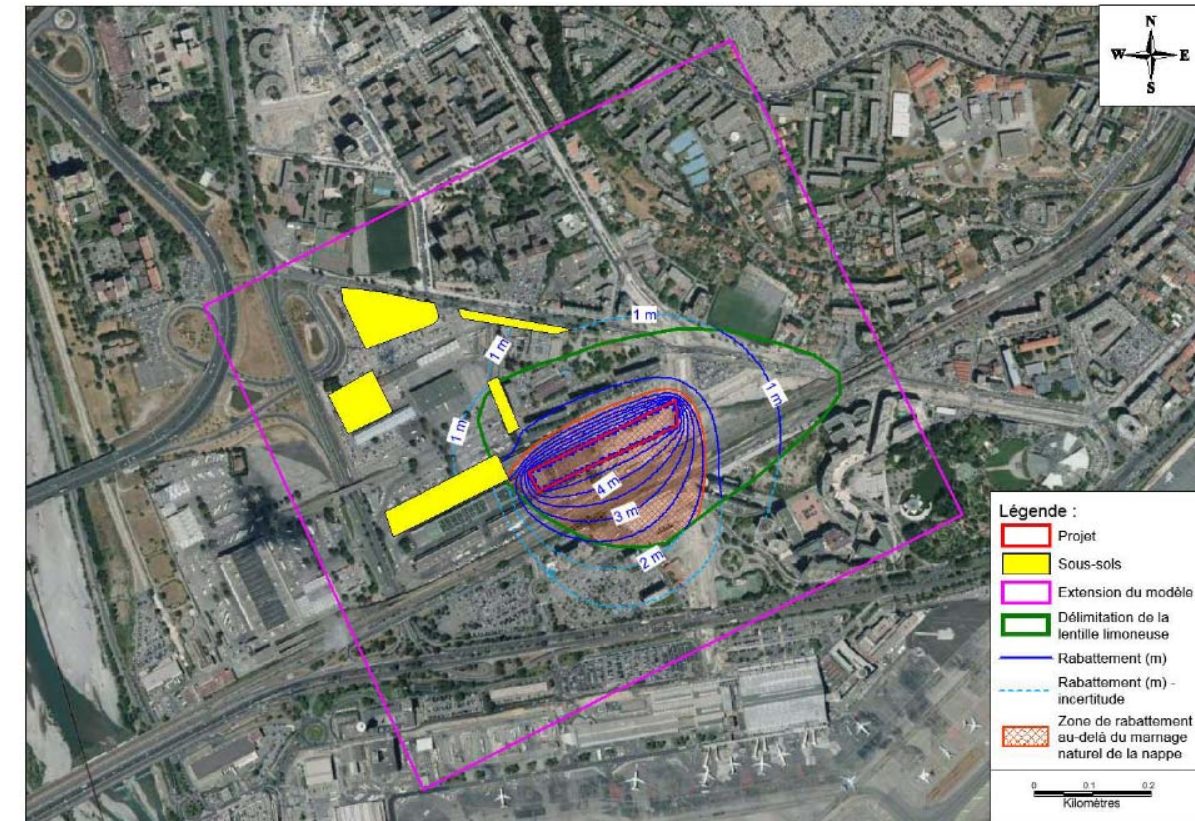 N
W E
S
1 m
1 m
1 m
1 m
4 m
3 m
2 m
Légende :
Projet
Sous-sols
Extension du modèle
Délimitation de la
lentille limoneuse
Rabattement (m)
Rabattement (m) -
incertitude
Zone de rabattement
au-delà du marnage
naturel de la nappe
0 0.1 0.2
Kilomètres